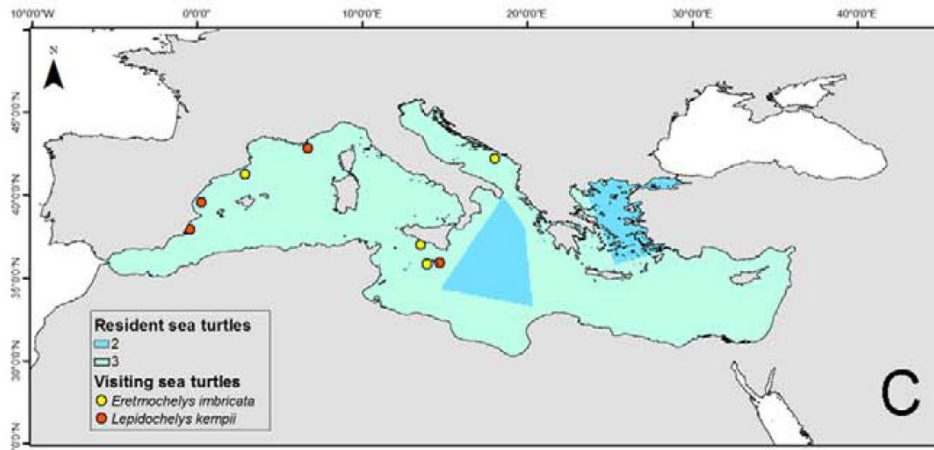 10°0'0"W 0°0'0" 10°0'0"E 20°0'0"E 30°0'0"E 40°0'0"E
N
45°0'0"N
40°0'0"N
35°0'0"N
30°0'0"N
Resident sea turtles
2
3
Visiting sea turtles
Eretmochelys imbricata
Lepidochelys kempii
C